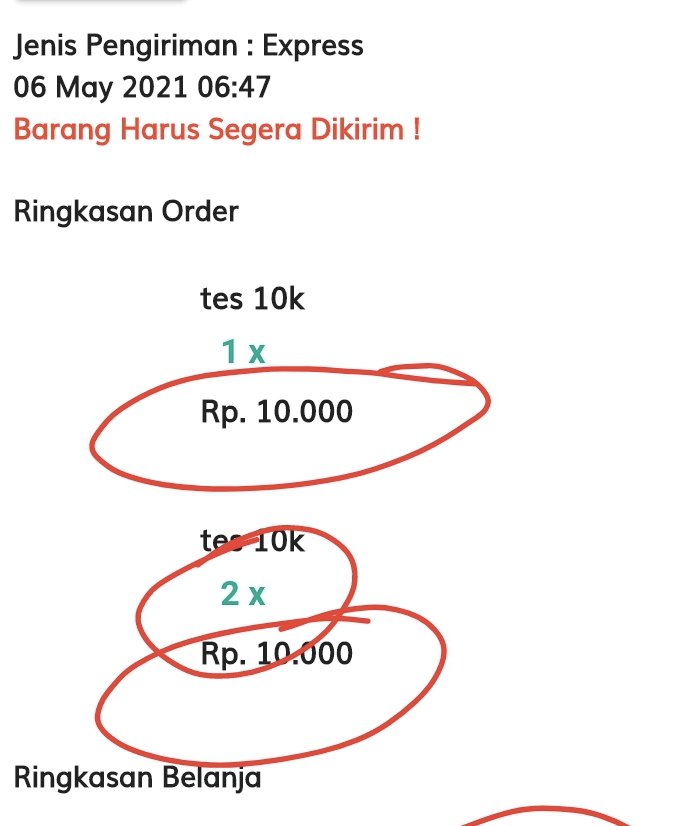 Jenis Pengiriman : Express
06 May 2021 06:47
Barang Harus Segera Dikirim !
Ringkasan Order
tes 10k
1 x
Rp. 10.000
tes 10k
2 x
Rp. 10.000
Ringkasan Belanja